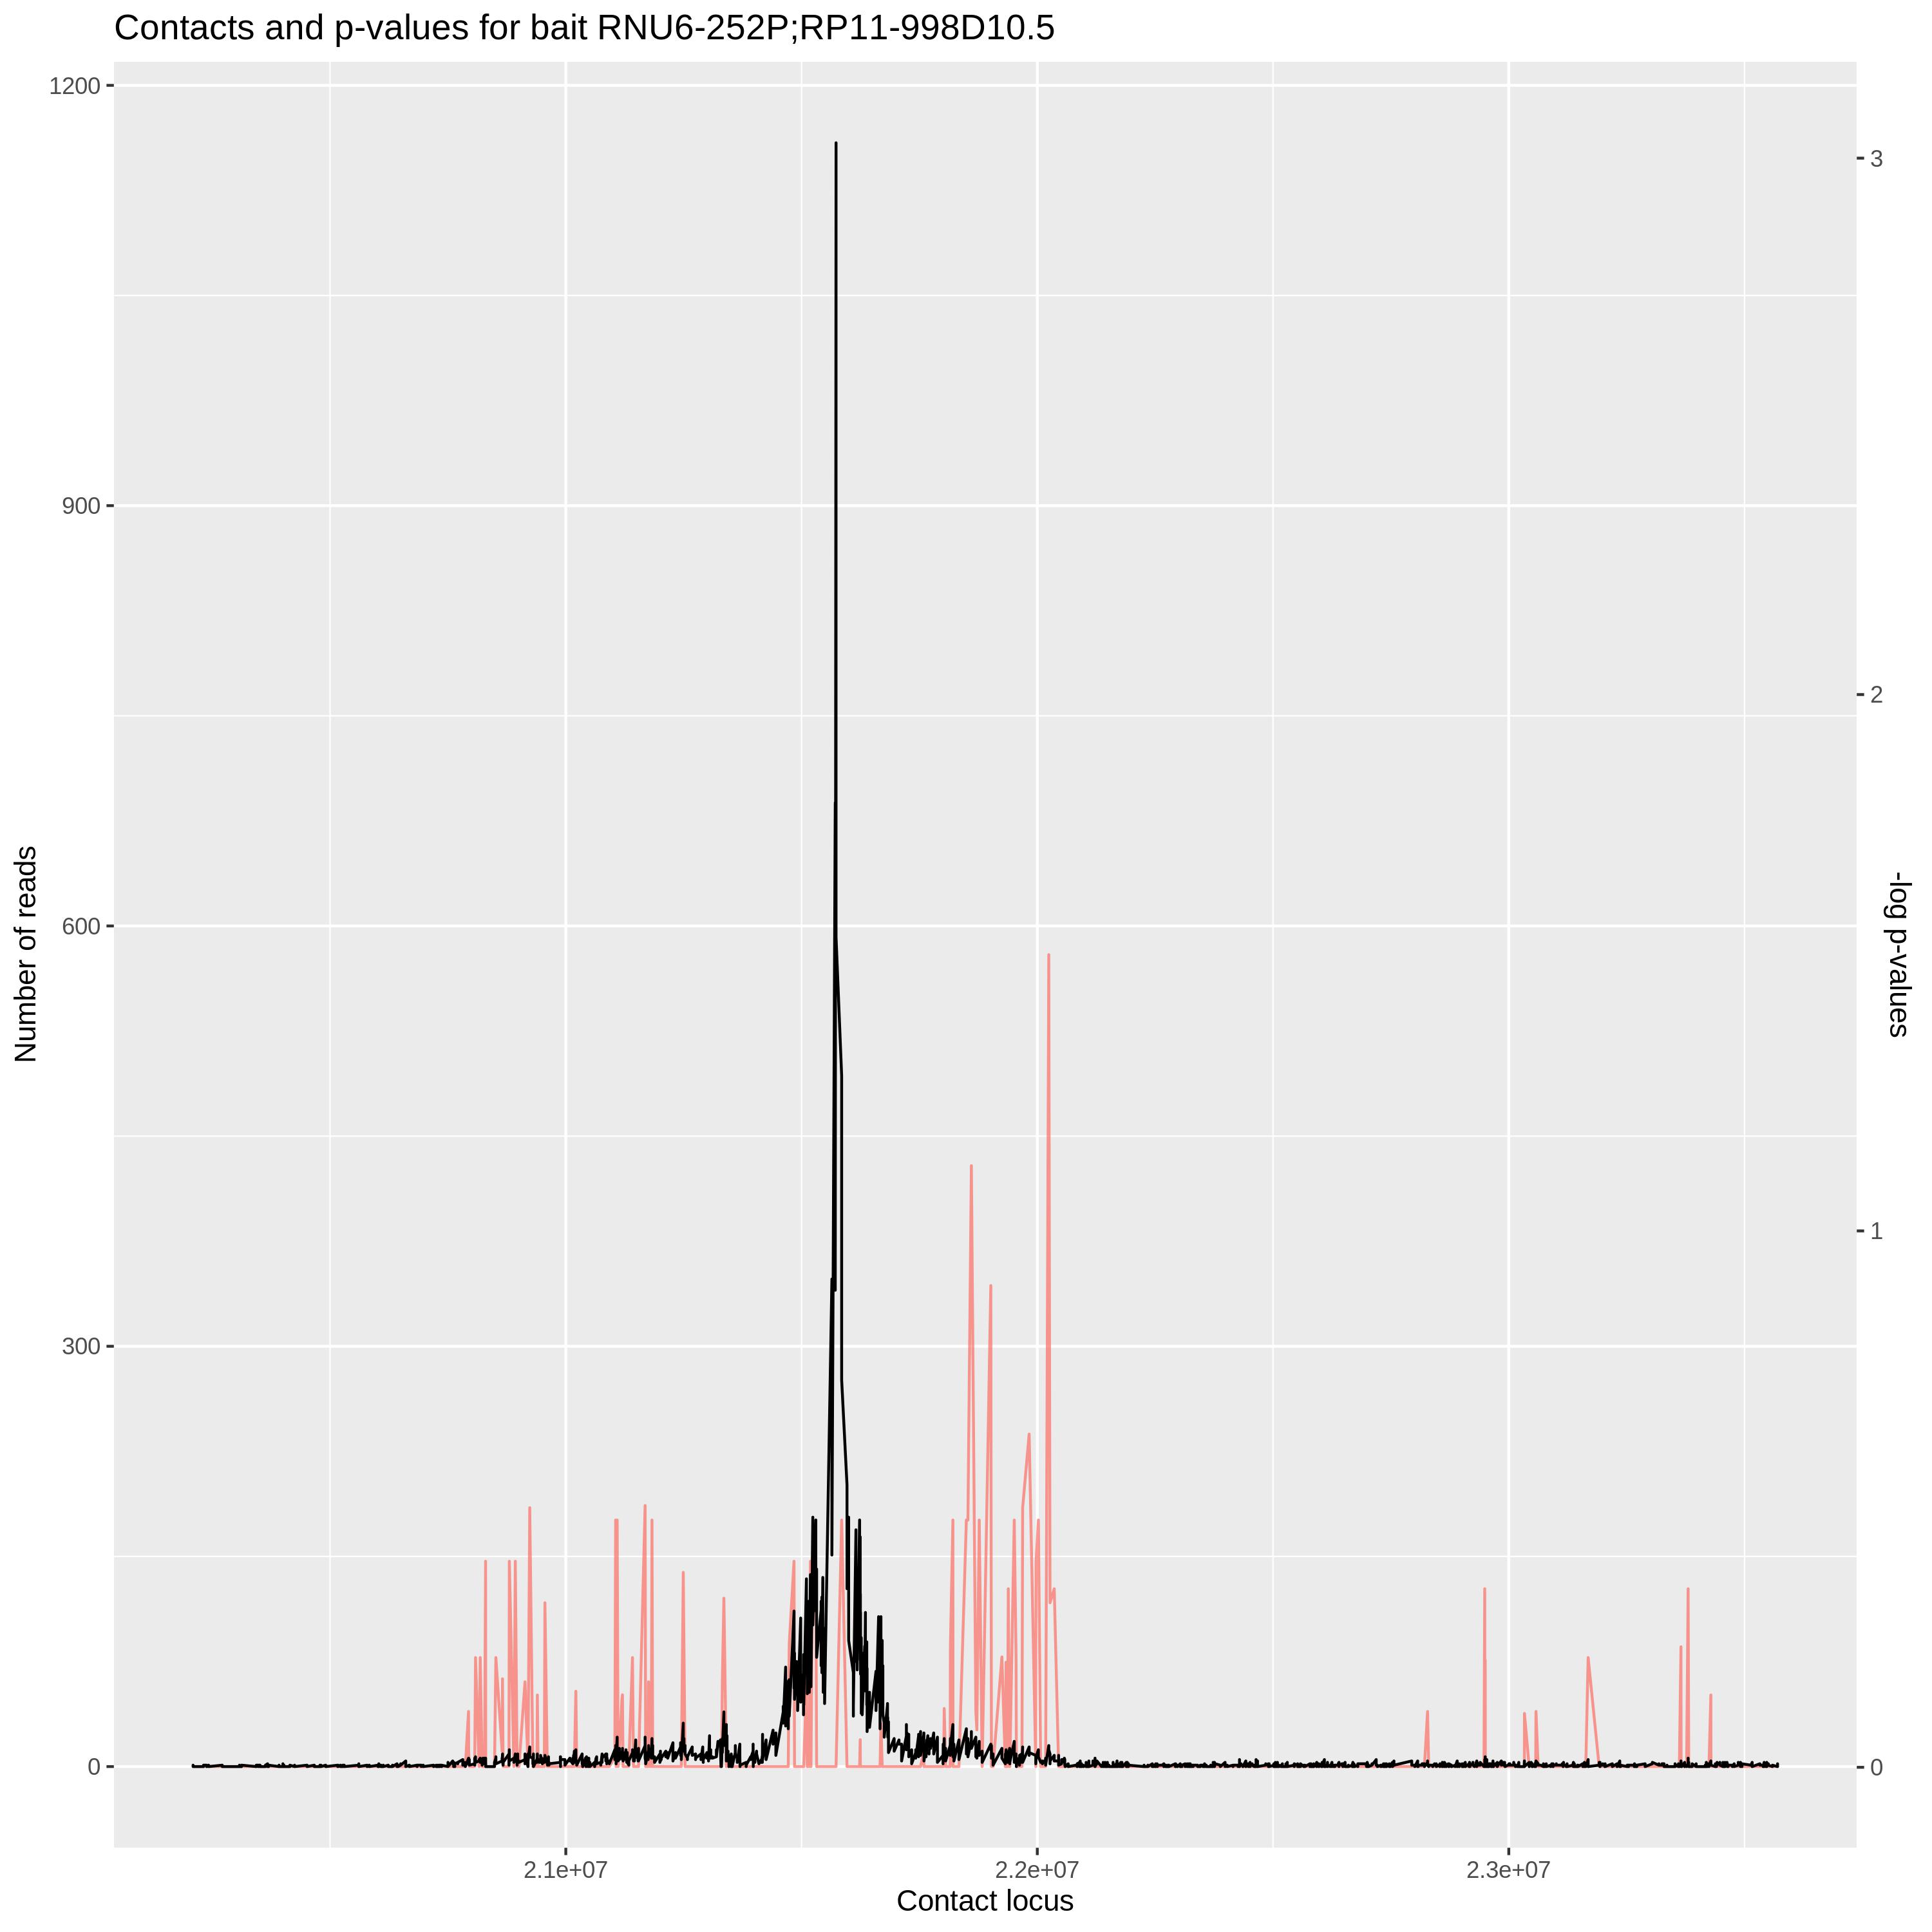 Contacts and p-values for bait RNU6-252P;RP11-998D10.5
1200
900
600
300
0
Number of reads
3
2
1
0
-log p-values
2.1e+07
2.2e+07
2.3e+07
Contact locus